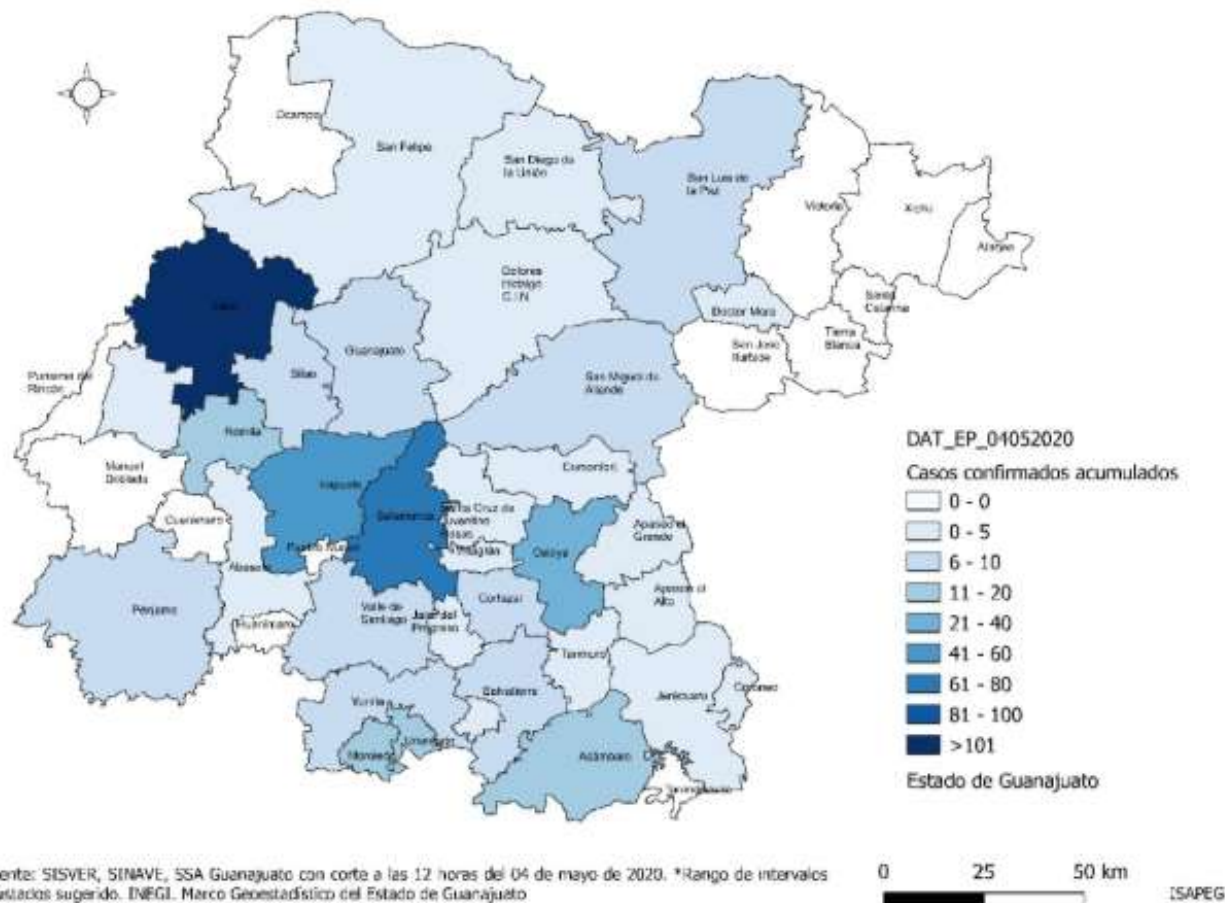 Ocampo
San Felipe
San Diego de
la Unión
San Luis de
la Paz
Victoria
Xichú
Atarjea
Dolores
Hidalgo
C.I.N.
Doctor Mora
Santa
Catarina
Tierra
Blanca
San José
Iturbide
Guanajuato
Silao
San Miguel de
Allende
Purísima del
Rincón
Romita
Manuel
Doblado
Cuerámaro
Irapuato
Salamanca
Comonfort
Santa Cruz de
Juventino
Rosas
Villagrán
Celaya
Apaseo el
Grande
Pueblo Nuevo
Abasolo
Pénjamo
Huanímaro
Valle de
Santiago
Jaral del
Progreso
Cortazar
Apaseo el
Alto
Tarimoro
Salvatierra
Yuriria
Jerécuaro
Coroneo
Uriangato
Moroleón
Acámbaro
Tarandacuao
DAT_EP_04052020
Casos confirmados acumulados
0 - 0
0 - 5
6 - 10
11 - 20
21 - 40
41 - 60
61 - 80
81 - 100
>101
Estado de Guanajuato
ente: SISVER, SINAVE, SSA Guanajuato con corte a las 12 horas del 04 de mayo de 2020. *Rango de intervalos
ustados sugerido. INEGI. Marco Geoestadístico del Estado de Guanajuato
0 25 50 km
ISAPEG